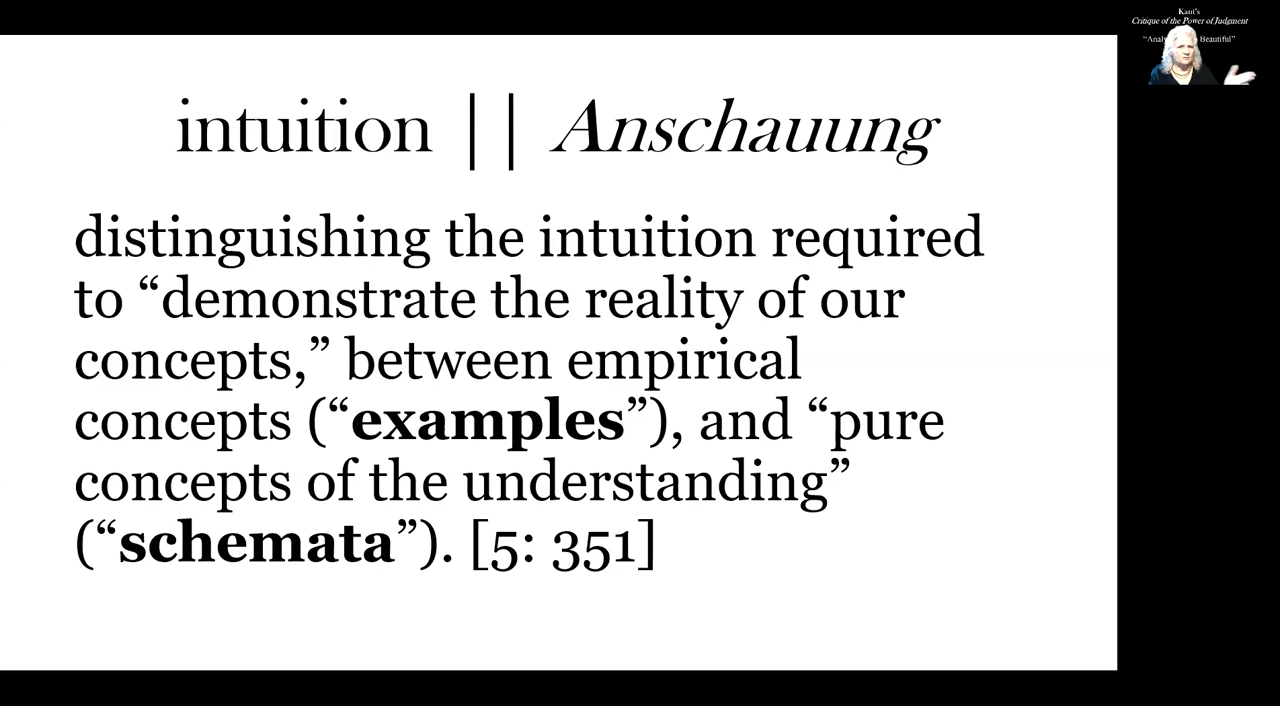 intuition || Anschauung
distinguishing the intuition required
to “demonstrate the reality of our
concepts,” between empirical
concepts (“examples”), and “pure
concepts of the understanding”
(“schemata”). [5: 351]
Kant's
Critique of the Power of Judgment
Beautiful”